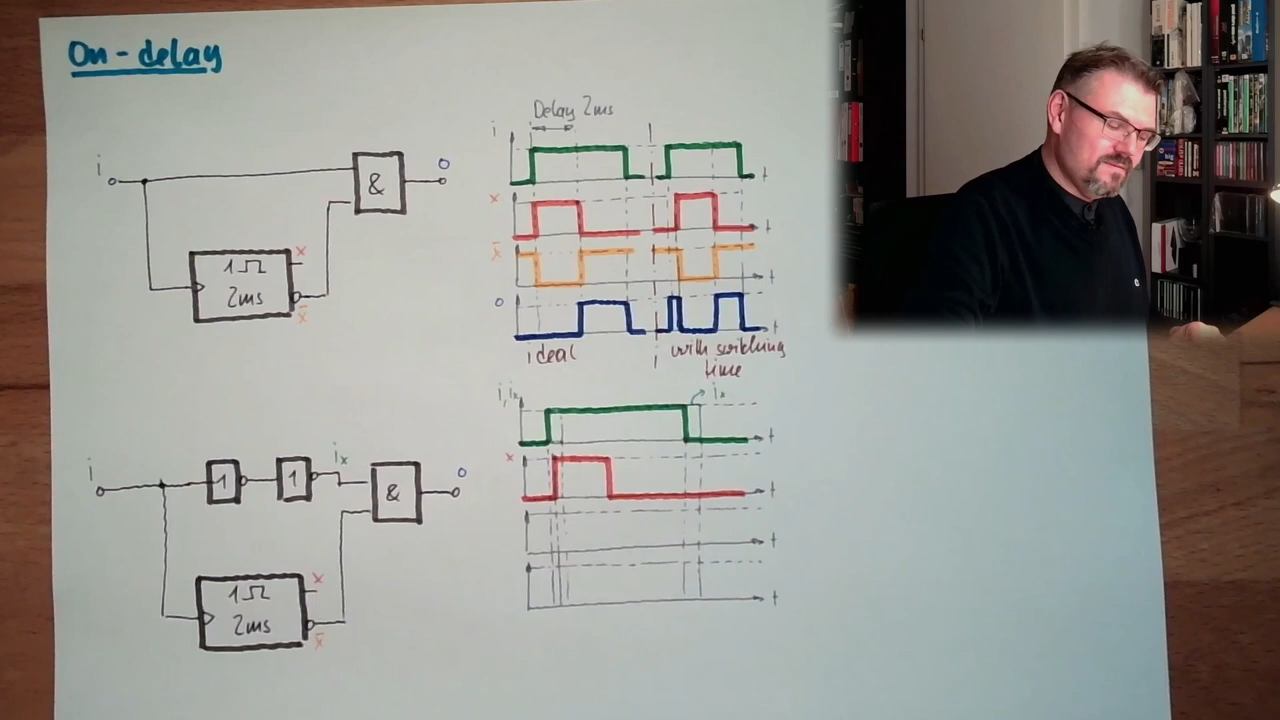 On-delay
Delay 2ms
i
i
&
o
t
x
x
t
1
2ms
x̄
x̄
t
o
t
ideal
with switching
time
i, ix
ix
t
i
1
1
ix
&
o
x
t
t
1
2ms
x
x̄
t